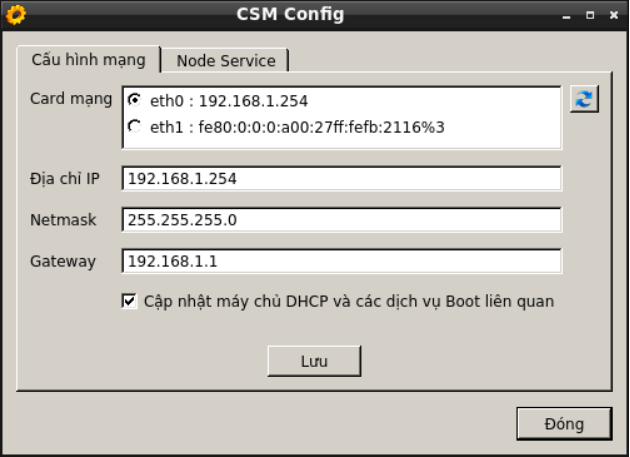 CSM Config
Cấu hình mạng
Node Service
Card mạng
eth0 : 192.168.1.254
eth1 : fe80:0:0:0:a00:27ff:fefb:2116%3
Địa chỉ IP
192.168.1.254
Netmask
255.255.255.0
Gateway
192.168.1.1
Cập nhật máy chủ DHCP và các dịch vụ Boot liên quan
Lưu
Đóng